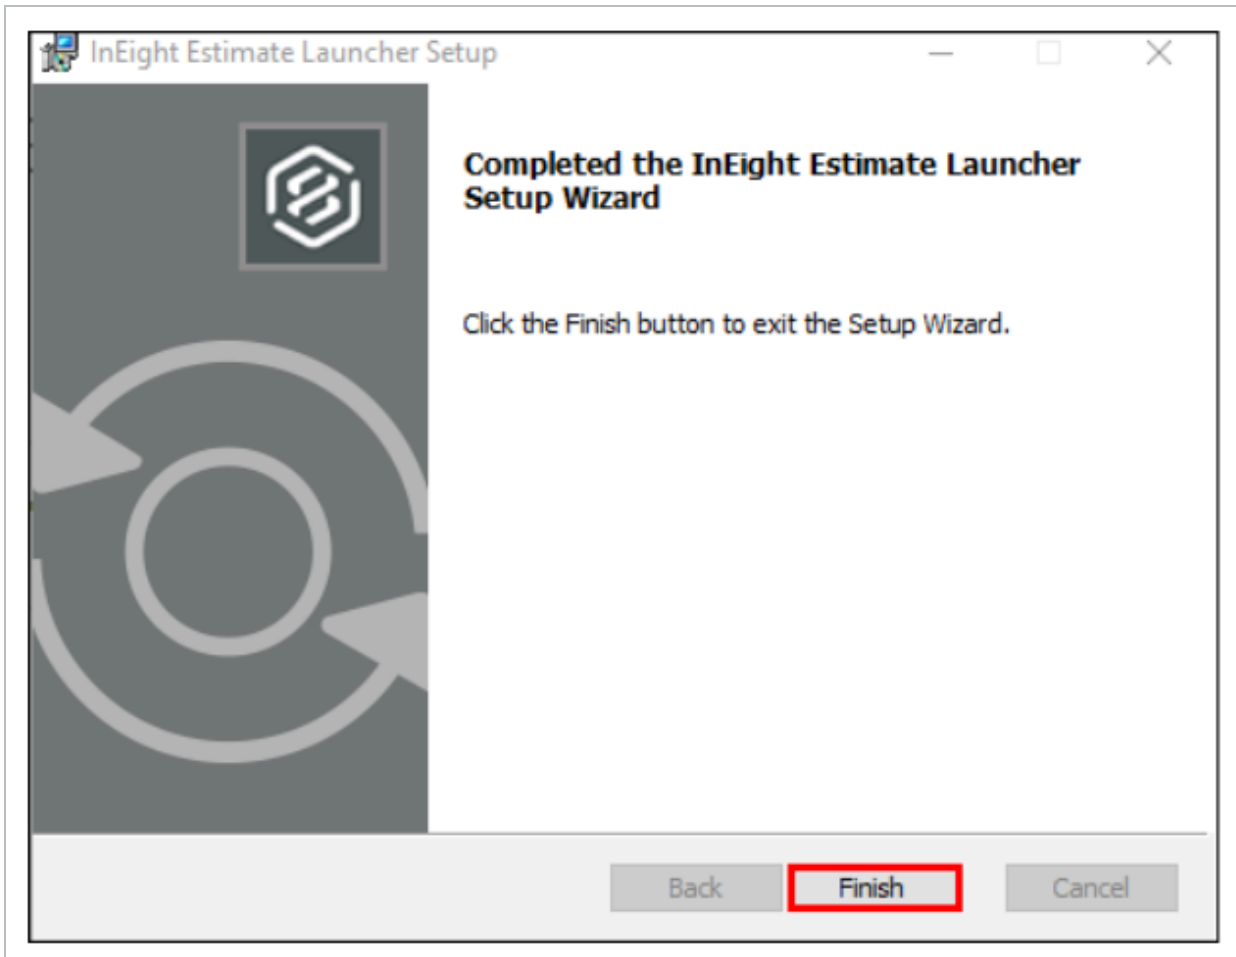 InEight Estimate Launcher Setup
Completed the InEight Estimate Launcher
Setup Wizard
Click the Finish button to exit the Setup Wizard.
Back
Finish
Cancel